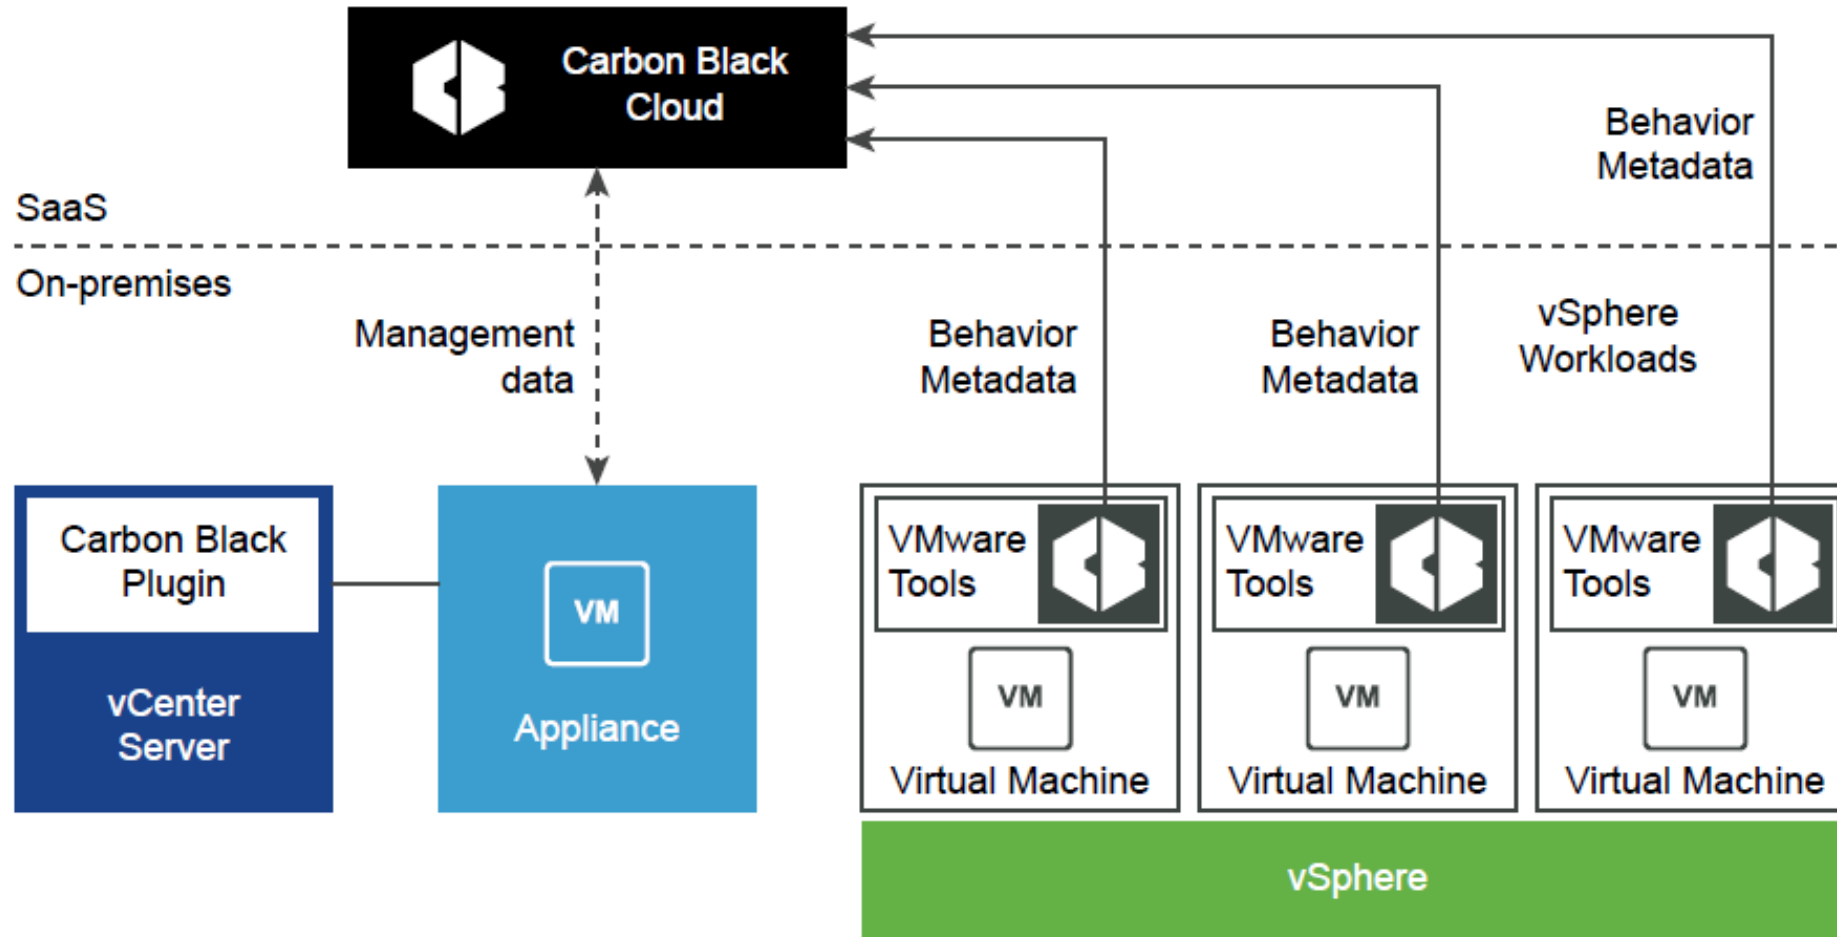 Carbon Black
Cloud
Behavior
Metadata
SaaS
On-premises
Management
data
Behavior
Metadata
Behavior
Metadata
vSphere
Workloads
Carbon Black
Plugin
vCenter
Server
VM
Appliance
VMware
Tools
VM
Virtual Machine
VMware
Tools
VM
Virtual Machine
VMware
Tools
VM
Virtual Machine
vSphere